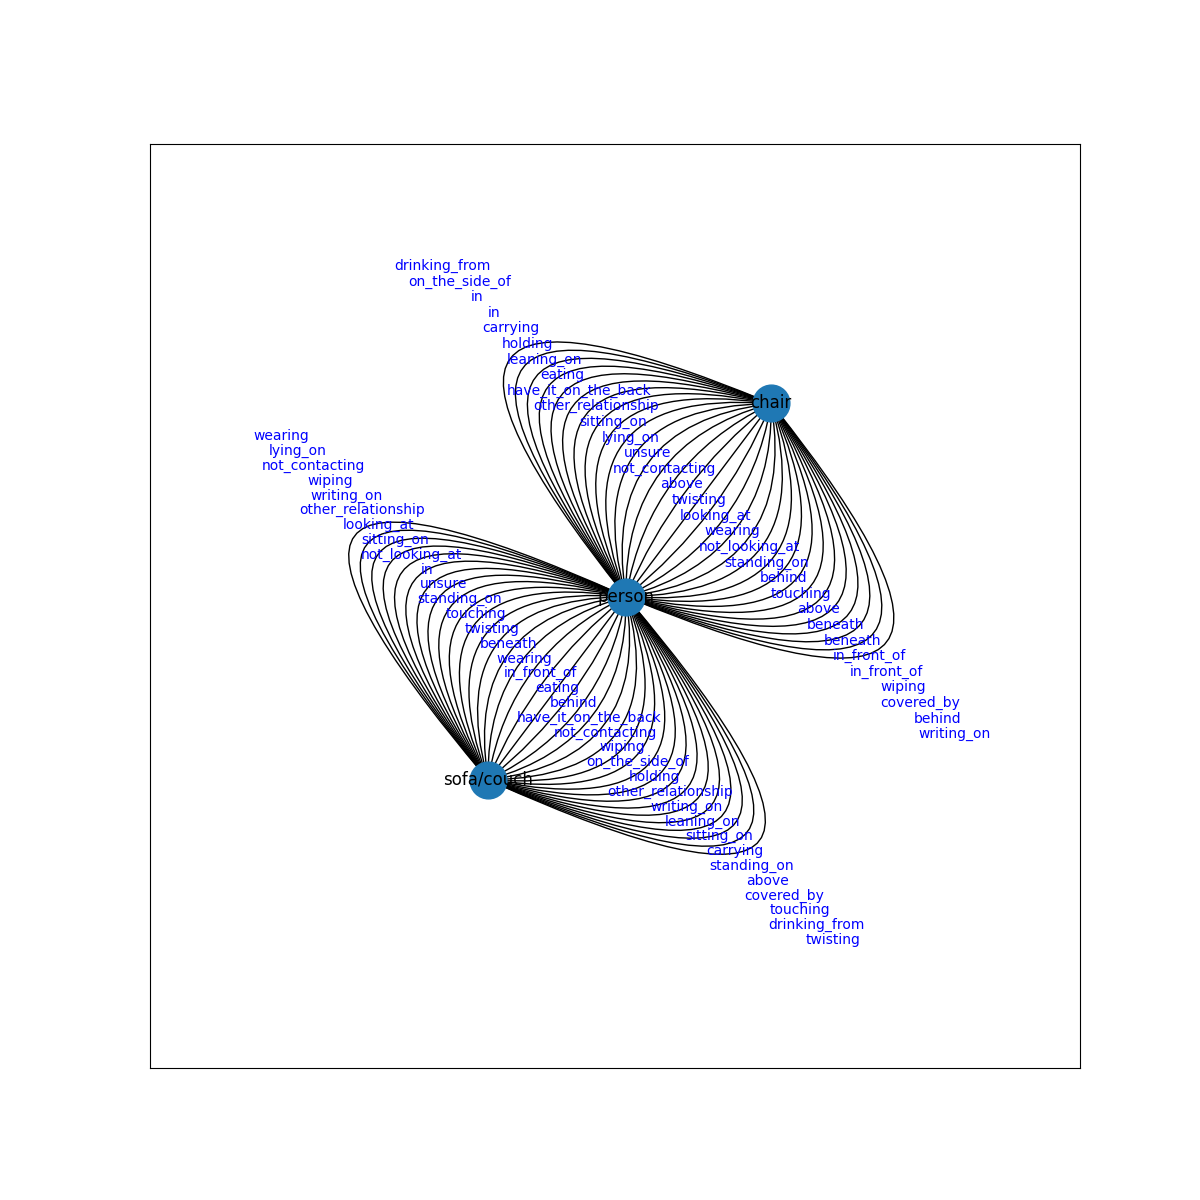 drinking_from
on_the_side_of
in
in
carrying
holding
leaning_on
eating
have_it_on_the_back
chair
other_relationship
sitting_on
lying_on
unsure
not_contacting
above
twisting
looking_at
wearing
not_looking_at
standing_on
behind
touching
above
beneath
beneath
in_front_of
in_front_of
wiping
covered_by
behind
writing_on
wearing
lying_on
not_contacting
wiping
writing_on
other_relationship
looking_at
sitting_on
not_looking_at
in
unsure
person
standing_on
touching
twisting
beneath
wearing
in_front_of
eating
behind
have_it_on_the_back
not_contacting
wiping
on_the_side_of
holding
sofa/couch
other_relationship
writing_on
leaning_on
sitting_on
carrying
standing_on
above
covered_by
touching
drinking_from
twisting